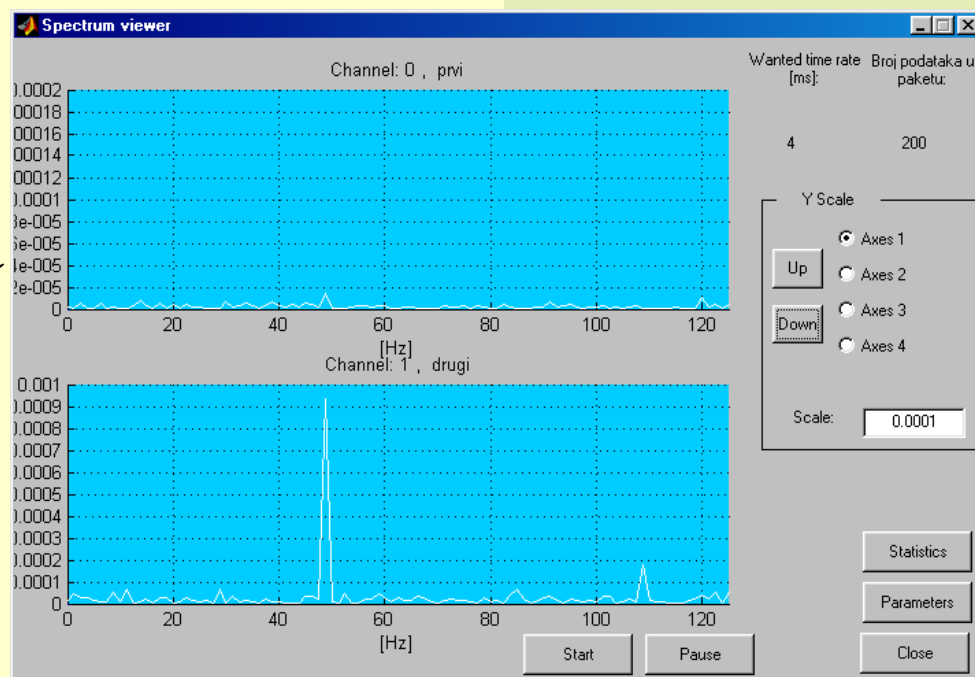 Spectrum viewer
Channel: 0 , prvi
0.0002
.00018
.00016
.00014
.00012
0.0001
8e-005
6e-005
4e-005
2e-005
0
0 20 40 60 80 100 120
[Hz]
Channel: 1 , drugi
0.001
0.0009
0.0008
0.0007
0.0006
0.0005
0.0004
0.0003
0.0002
0.0001
0
0 20 40 60 80 100 120
[Hz]
Wanted time rate
[ms]:
4
Broj podataka u
paketu:
200
Y Scale
Up
Down
Axes 1
Axes 2
Axes 3
Axes 4
Scale: 0.0001
Statistics
Parameters
Start Pause Close